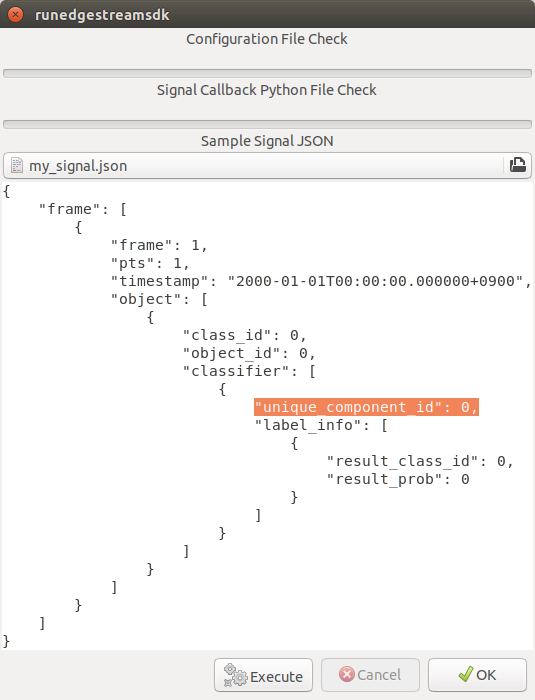 runedgestreamsdk
Configuration File Check
Signal Callback Python File Check
Sample Signal JSON
my_signal.json
{
    "frame": [
        {
            "frame": 1,
            "pts": 1,
            "timestamp": "2000-01-01T00:00:00.000000+0900",
            "object": [
                {
                    "class_id": 0,
                    "object_id": 0,
                    "classifier": [
                        {
                            "unique_component_id": 0,
                            "label_info": [
                                {
                                    "result_class_id": 0,
                                    "result_prob": 0
                                }
                            ]
                        }
                    ]
                }
            ]
        }
    ]
}
Execute
Cancel
OK